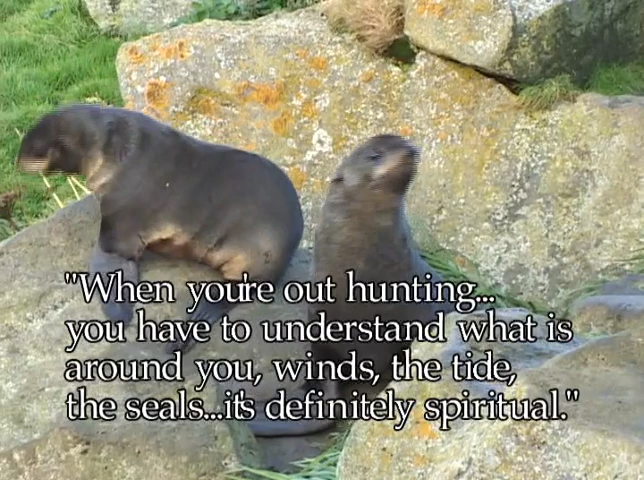 "When you're out hunting...
you have to understand what is
around you, winds, the tide,
the seals...it's definitely spiritual."